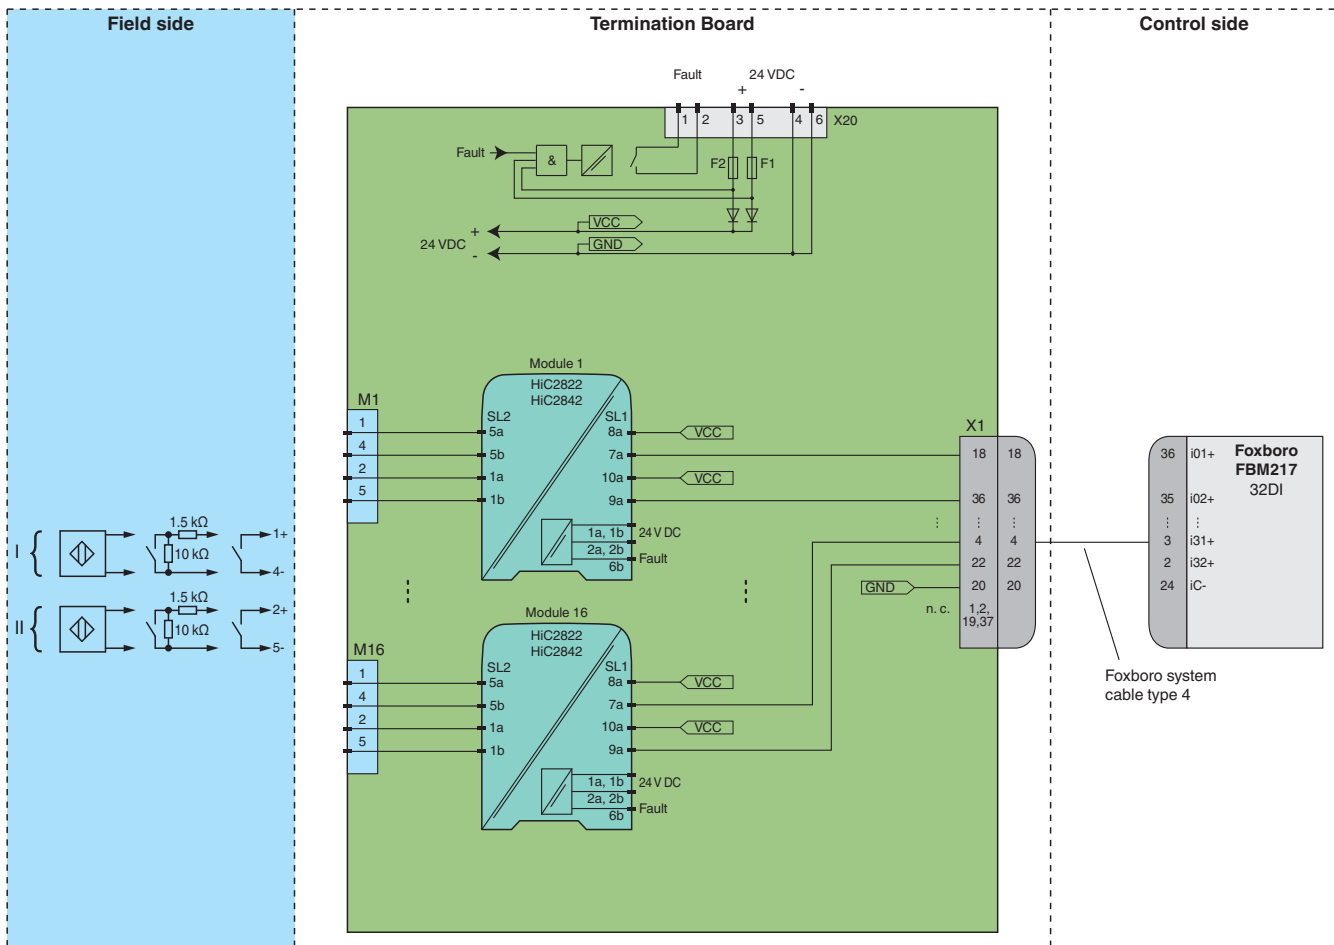 Field side
Termination Board
Control side
Fault
24 VDC
+
-
1
2
3
5
4
6
X20
Fault
&
F2
F1
VCC
+
24 VDC
-
GND
Module 1
HiC2822
HiC2842
M1
1
4
2
5
SL2
5a
5b
1a
1b
SL1
8a
7a
10a
9a
VCC
VCC
1a, 1b
2a, 2b
6b
24 V DC
Fault
X1
18
18
36
36
4
4
22
22
20
20
GND
n. c.
1,2,
19,37
36
i01+
35
i02+
3
i31+
2
i32+
24
iC-
Foxboro
FBM217
32DI
Foxboro system
cable type 4
I
1.5 kΩ
10 kΩ
1+
4-
II
1.5 kΩ
10 kΩ
2+
5-
Module 16
HiC2822
HiC2842
M16
1
4
2
5
SL2
5a
5b
1a
1b
SL1
8a
7a
10a
9a
VCC
VCC
1a, 1b
2a, 2b
6b
24 V DC
Fault